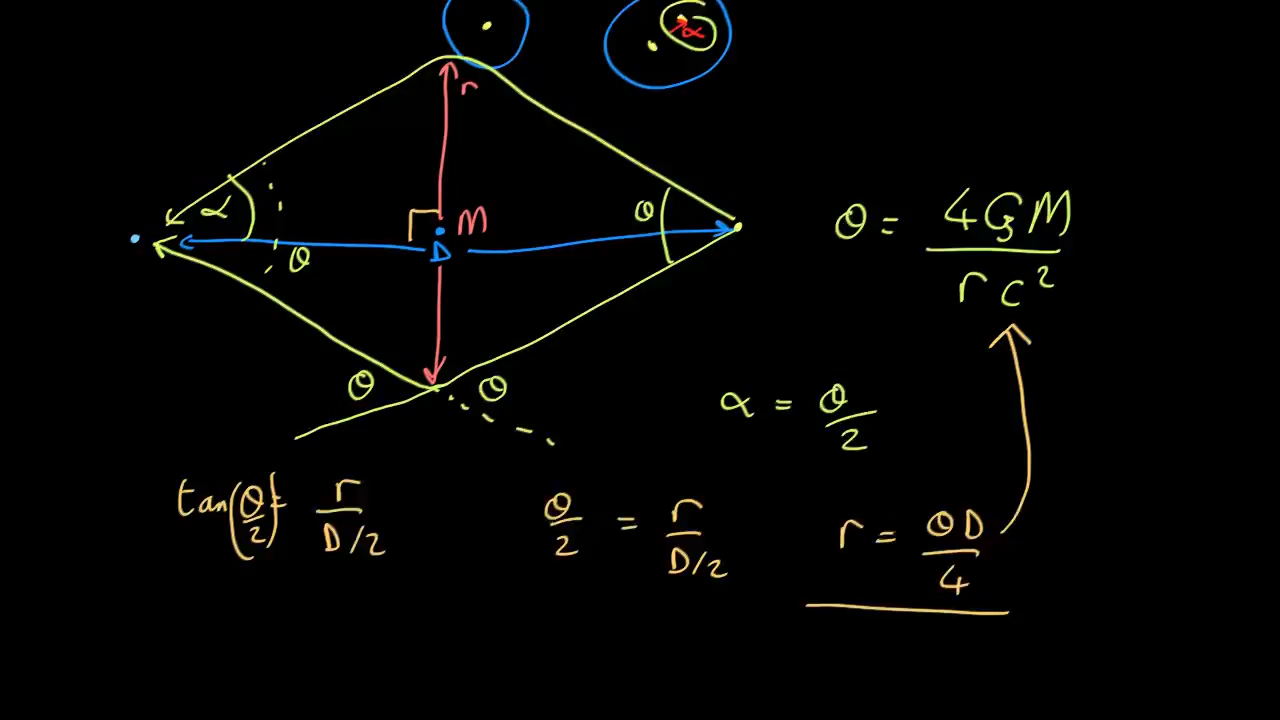 α
r
α
θ
M
D
θ
θ = 4GM / rc²
θ θ
α = θ/2
tan(θ/2) = r / D/2
θ/2 = r / D/2
r = θD / 4